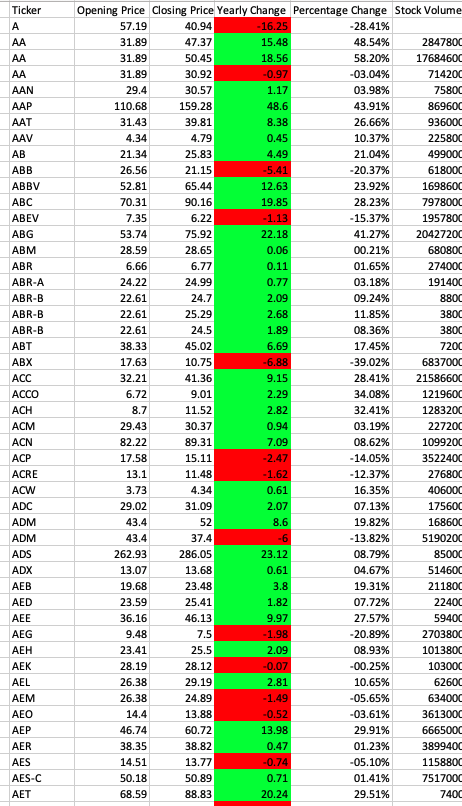 Ticker Opening Price Closing Price Yearly Change Percentage Change Stock Volume
A 57.19 40.94 -16.25 -28.41%
AA 31.89 47.37 15.48 48.54% 2847800
AA 31.89 50.45 18.56 58.20% 17684600
AA 31.89 30.92 -0.97 -03.04% 714200
AAN 29.4 30.57 1.17 03.98% 75800
AAP 110.68 159.28 48.6 43.91% 869600
AAT 31.43 39.81 8.38 26.66% 936000
AAV 4.34 4.79 0.45 10.37% 225800
AB 21.34 25.83 4.49 21.04% 499000
ABB 26.56 21.15 -5.41 -20.37% 618000
ABBV 52.81 65.44 12.63 23.92% 1698600
ABC 70.31 90.16 19.85 28.23% 7978000
ABEV 7.35 6.22 -1.13 -15.37% 1957800
ABG 53.74 75.92 22.18 41.27% 20427200
ABM 28.59 28.65 0.06 00.21% 680800
ABR 6.66 6.77 0.11 01.65% 274000
ABR-A 24.22 24.99 0.77 03.18% 191400
ABR-B 22.61 24.7 2.09 09.24% 8800
ABR-B 22.61 25.29 2.68 11.85% 3800
ABR-B 22.61 24.5 1.89 08.36% 3800
ABT 38.33 45.02 6.69 17.45% 7200
ABX 17.63 10.75 -6.88 -39.02% 6837000
ACC 32.21 41.36 9.15 28.41% 21586600
ACCO 6.72 9.01 2.29 34.08% 1219600
ACH 8.7 11.52 2.82 32.41% 1283200
ACM 29.43 30.37 0.94 03.19% 227200
ACN 82.22 89.31 7.09 08.62% 1099200
ACP 17.58 15.11 -2.47 -14.05% 3522400
ACRE 13.1 11.48 -1.62 -12.37% 276800
ACW 3.73 4.34 0.61 16.35% 406000
ADC 29.02 31.09 2.07 07.13% 175600
ADM 43.4 52 8.6 19.82% 168600
ADM 43.4 37.4 -6 -13.82% 5190200
ADS 262.93 286.05 23.12 08.79% 85000
ADX 13.07 13.68 0.61 04.67% 514600
AEB 19.68 23.48 3.8 19.31% 211800
AED 23.59 25.41 1.82 07.72% 22400
AEE 36.16 46.13 9.97 27.57% 59400
AEG 9.48 7.5 -1.98 -20.89% 2703800
AEH 23.41 25.5 2.09 08.93% 1013800
AEK 28.19 28.12 -0.07 -00.25% 103000
AEL 26.38 29.19 2.81 10.65% 62600
AEM 26.38 24.89 -1.49 -05.65% 634000
AEO 14.4 13.88 -0.52 -03.61% 3613000
AEP 46.74 60.72 13.98 29.91% 6665000
AER 38.35 38.82 0.47 01.23% 3899400
AES 14.51 13.77 -0.74 -05.10% 1158800
AES-C 50.18 50.89 0.71 01.41% 7517000
AET 68.59 88.83 20.24 29.51% 7400